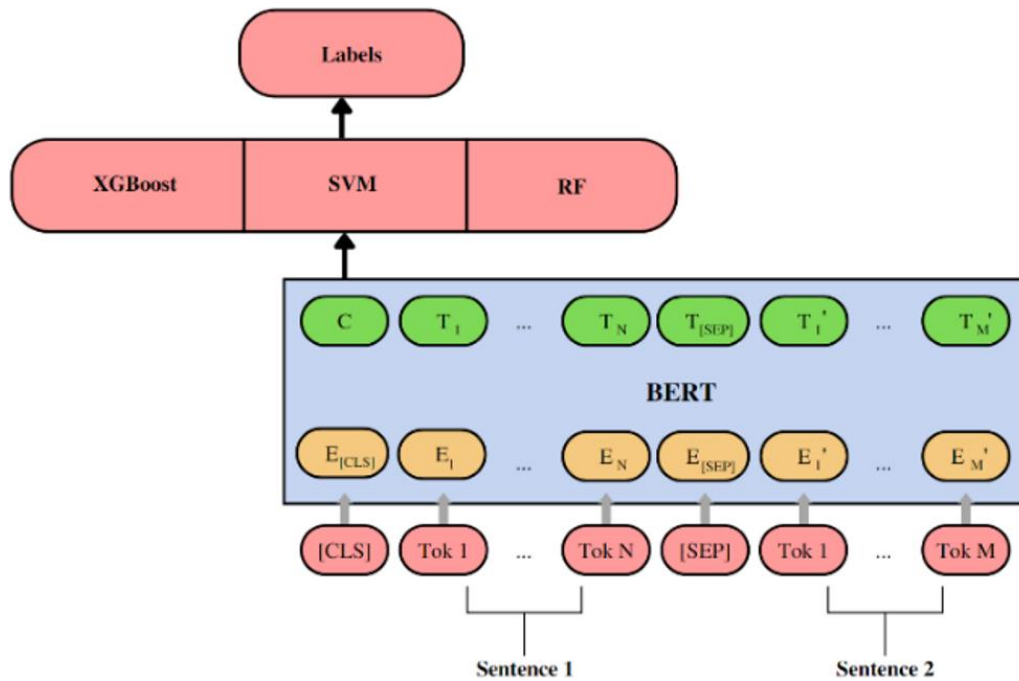 Labels
XGBoost SVM RF
C T1 ... TN T[SEP] T1' ... TM'
BERT
E[CLS] E1 ... EN E[SEP] E1' ... EM'
[CLS] Tok 1 ... Tok N [SEP] Tok 1 ... Tok M
Sentence 1 Sentence 2